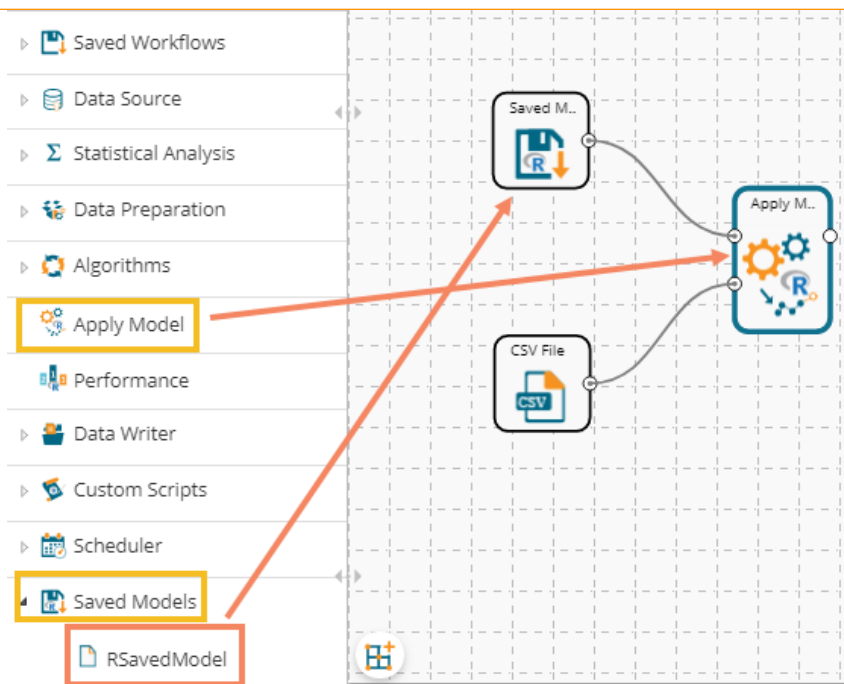 Saved Workflows
Data Source
Statistical Analysis
Data Preparation
Algorithms
Apply Model
Performance
Data Writer
Custom Scripts
Scheduler
Saved Models
RSavedModel
Saved M..
R
Apply M..
R
CSV File
CSV